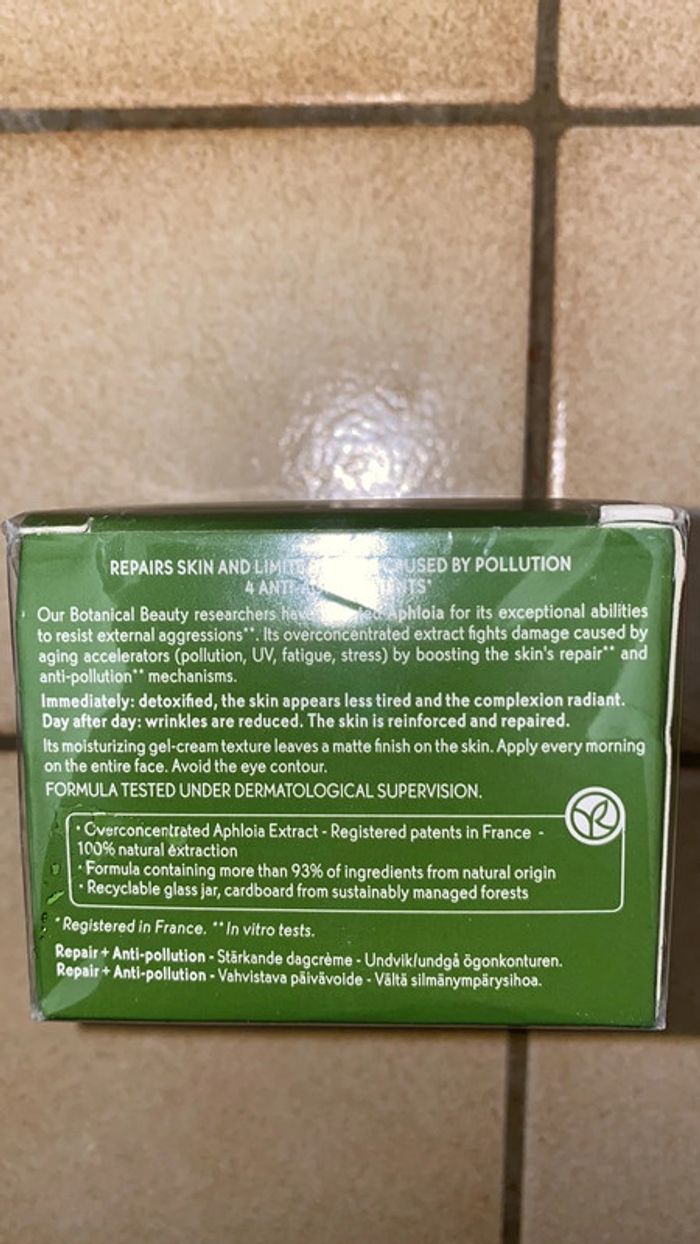 REPAIRS SKIN AND LIMITS CAUSED BY POLLUTION
4 ANTI-
Our Botanical Beauty researchers have Aphloia for its exceptional abilities
to resist external aggressions**. Its overconcentrated extract fights damage caused by
aging accelerators (pollution, UV, fatigue, stress) by boosting the skin's repair** and
anti-pollution** mechanisms.
Immediately: detoxified, the skin appears less tired and the complexion radiant.
Day after day: wrinkles are reduced. The skin is reinforced and repaired.
Its moisturizing gel-cream texture leaves a matte finish on the skin. Apply every morning
on the entire face. Avoid the eye contour.
FORMULA TESTED UNDER DERMATOLOGICAL SUPERVISION.
• Overconcentrated Aphloia Extract - Registered patents in France -
100% natural extraction
• Formula containing more than 93% of ingredients from natural origin
• Recyclable glass jar, cardboard from sustainably managed forests
* Registered in France. ** In vitro tests.
Repair + Anti-pollution - Stärkande dagcrème - Undvik/undgå ögonkonturen.
Repair + Anti-pollution - Vahvistava päivävoide - Vältä silmänympärysihoa.